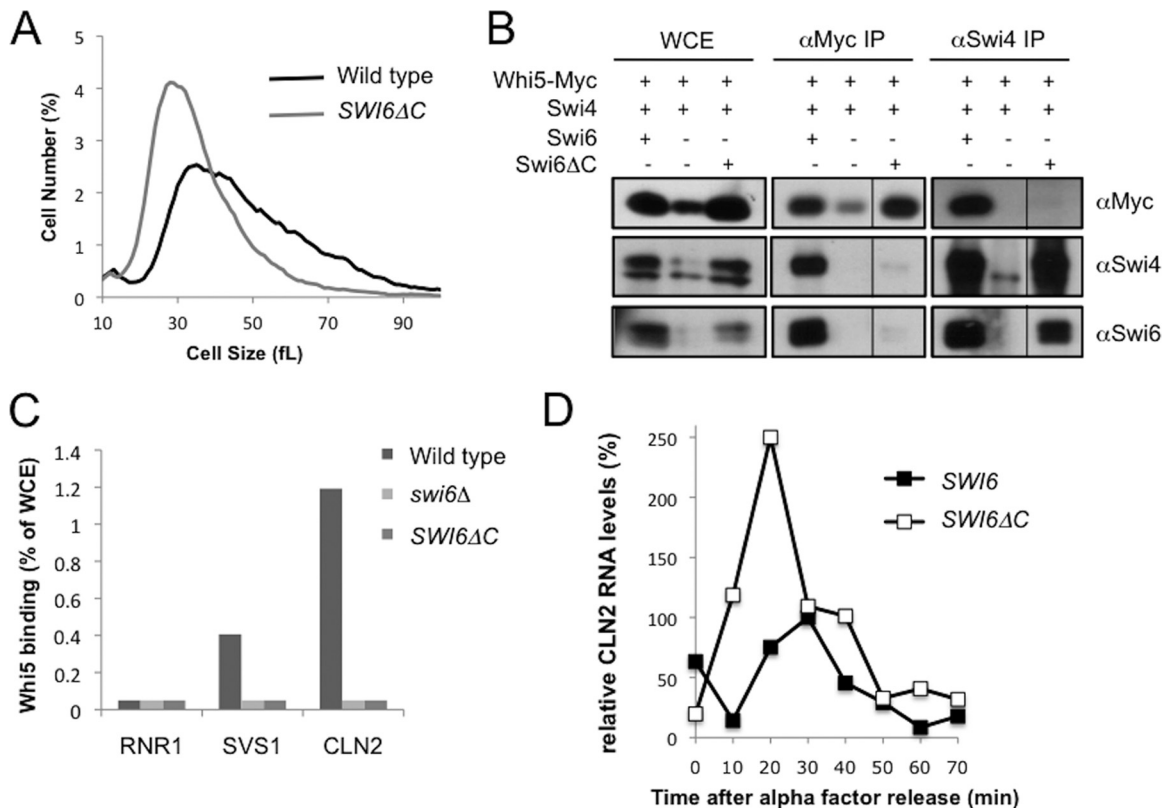 A
5
4
3
2
1
0
Cell Number (%)
10 30 50 70 90
Cell Size (fL)
Wild type
SWI6ΔC
B
WCE αMyc IP αSwi4 IP
Whi5-Myc + + + + + + + + +
Swi4 + + + + + + + + +
Swi6 + - - + - - + - -
Swi6ΔC - - + - - + - - +
αMyc
αSwi4
αSwi6
C
1.4
1.2
1
0.8
0.6
0.4
0.2
0
Whi5 binding (% of WCE)
RNR1 SVS1 CLN2
Wild type
swi6Δ
SWI6ΔC
D
250
200
150
100
50
0
relative CLN2 RNA levels (%)
0 10 20 30 40 50 60 70
Time after alpha factor release (min)
SWI6
SWI6ΔC